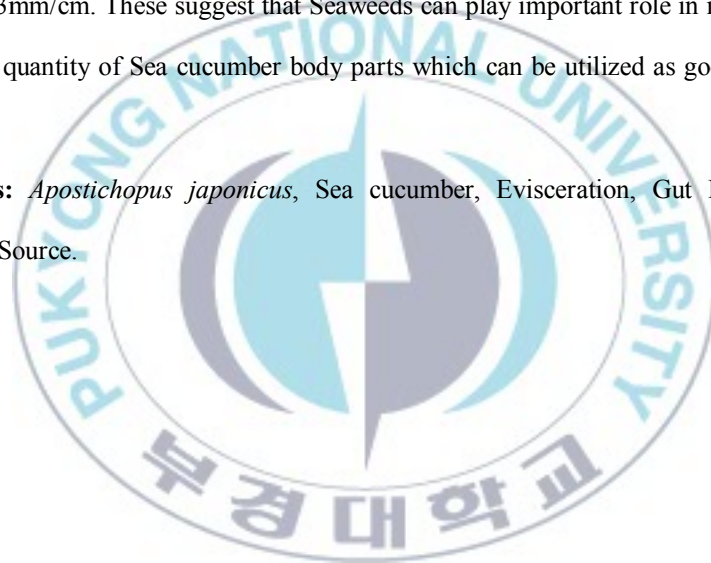 3mm/cm. These suggest that Seaweeds can play important role in
quantity of Sea cucumber body parts which can be utilized as
s: Apostichopus japonicus, Sea cucumber, Evisceration, Gut
Source.
PUKYONG NATIONAL UNIVERSITY
부경대학교